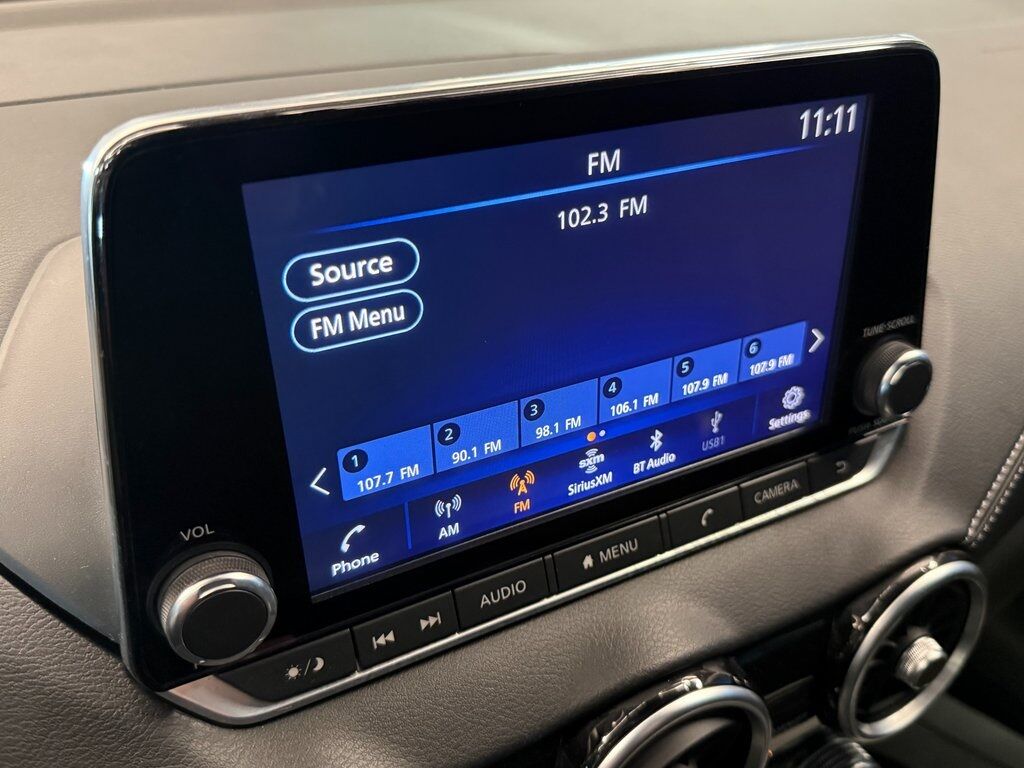 11:11
FM
102.3 FM
Source
FM Menu
TUNE·SCROLL
1 107.7 FM
2 90.1 FM
3 98.1 FM
4 106.1 FM
5 107.9 FM
6 107.9 FM
Phone
AM
FM
sxm
SiriusXM
BT Audio
USB1
Settings
VOL
AUDIO
MENU
CAMERA